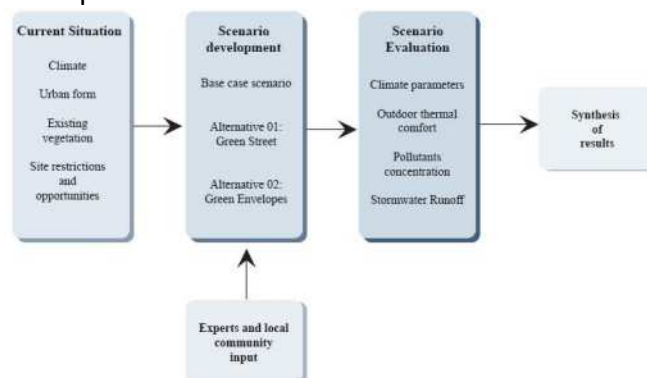 Current Situation
Climate
Urban form
Existing
vegetation
Site restrictions
and
opportunities
Scenario
development
Base case scenario
Alternative 01:
Green Street
Alternative 02:
Green Envelopes
Scenario
Evaluation
Climate parameters
Outdoor thermal
comfort
Pollutants
concentration
Stormwater Runoff
Synthesis
of
results
Experts and local
community
input